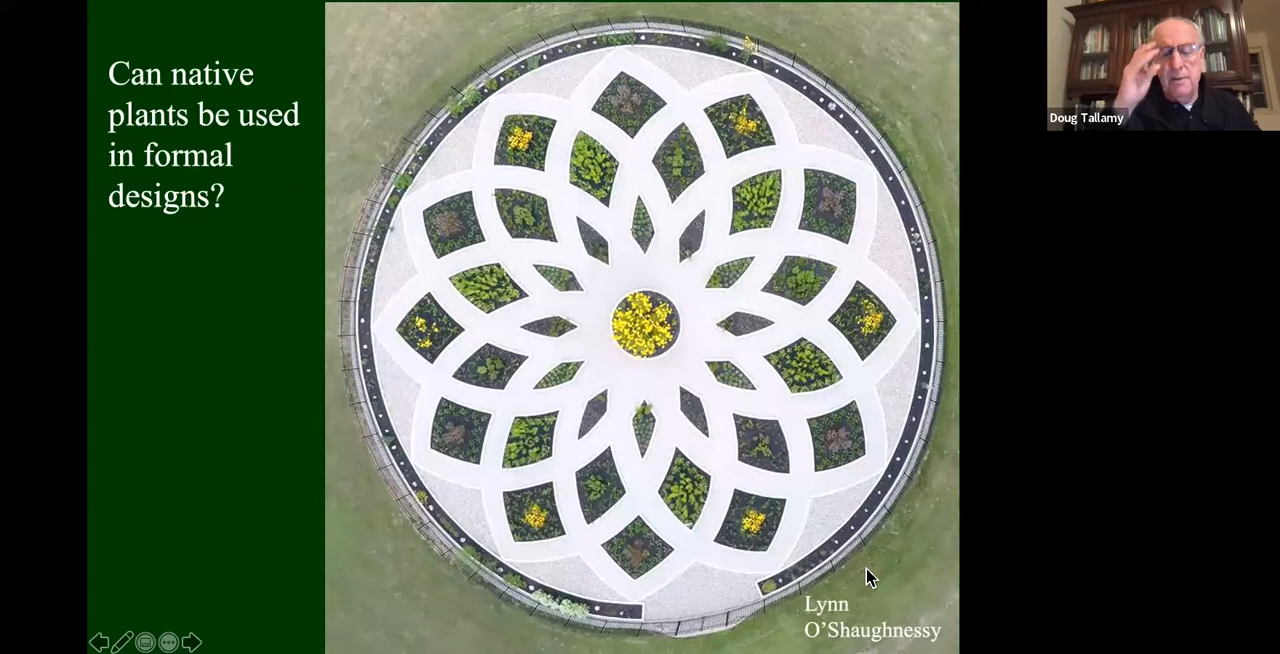 Can native
plants be used
in formal
designs?
Doug Tallamy
Lynn
O’Shaughnessy